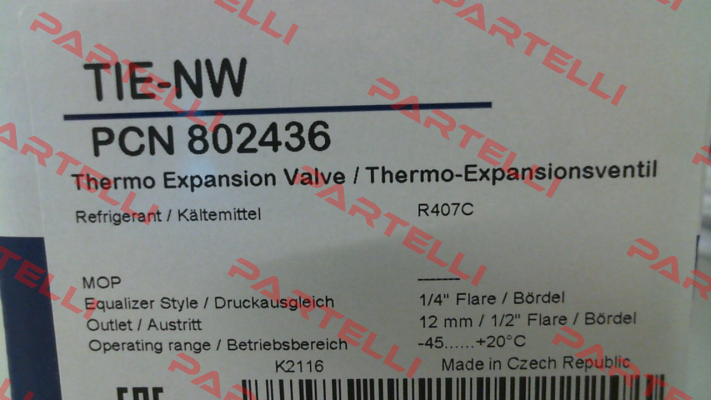 TIE-NW
PCN 802436
Thermo Expansion Valve / Thermo-Expansionsventil
Refrigerant / Kältemittel R407C
MOP -------
Equalizer Style / Druckausgleich 1/4" Flare / Bördel
Outlet / Austritt 12 mm / 1/2" Flare / Bördel
Operating range / Betriebsbereich -45......+20°C
K2116 Made in Czech Republic
EAC
PARTELLI
PARTELLI
PARTELLI
PARTELLI
PARTELLI
PARTELLI
PARTELLI